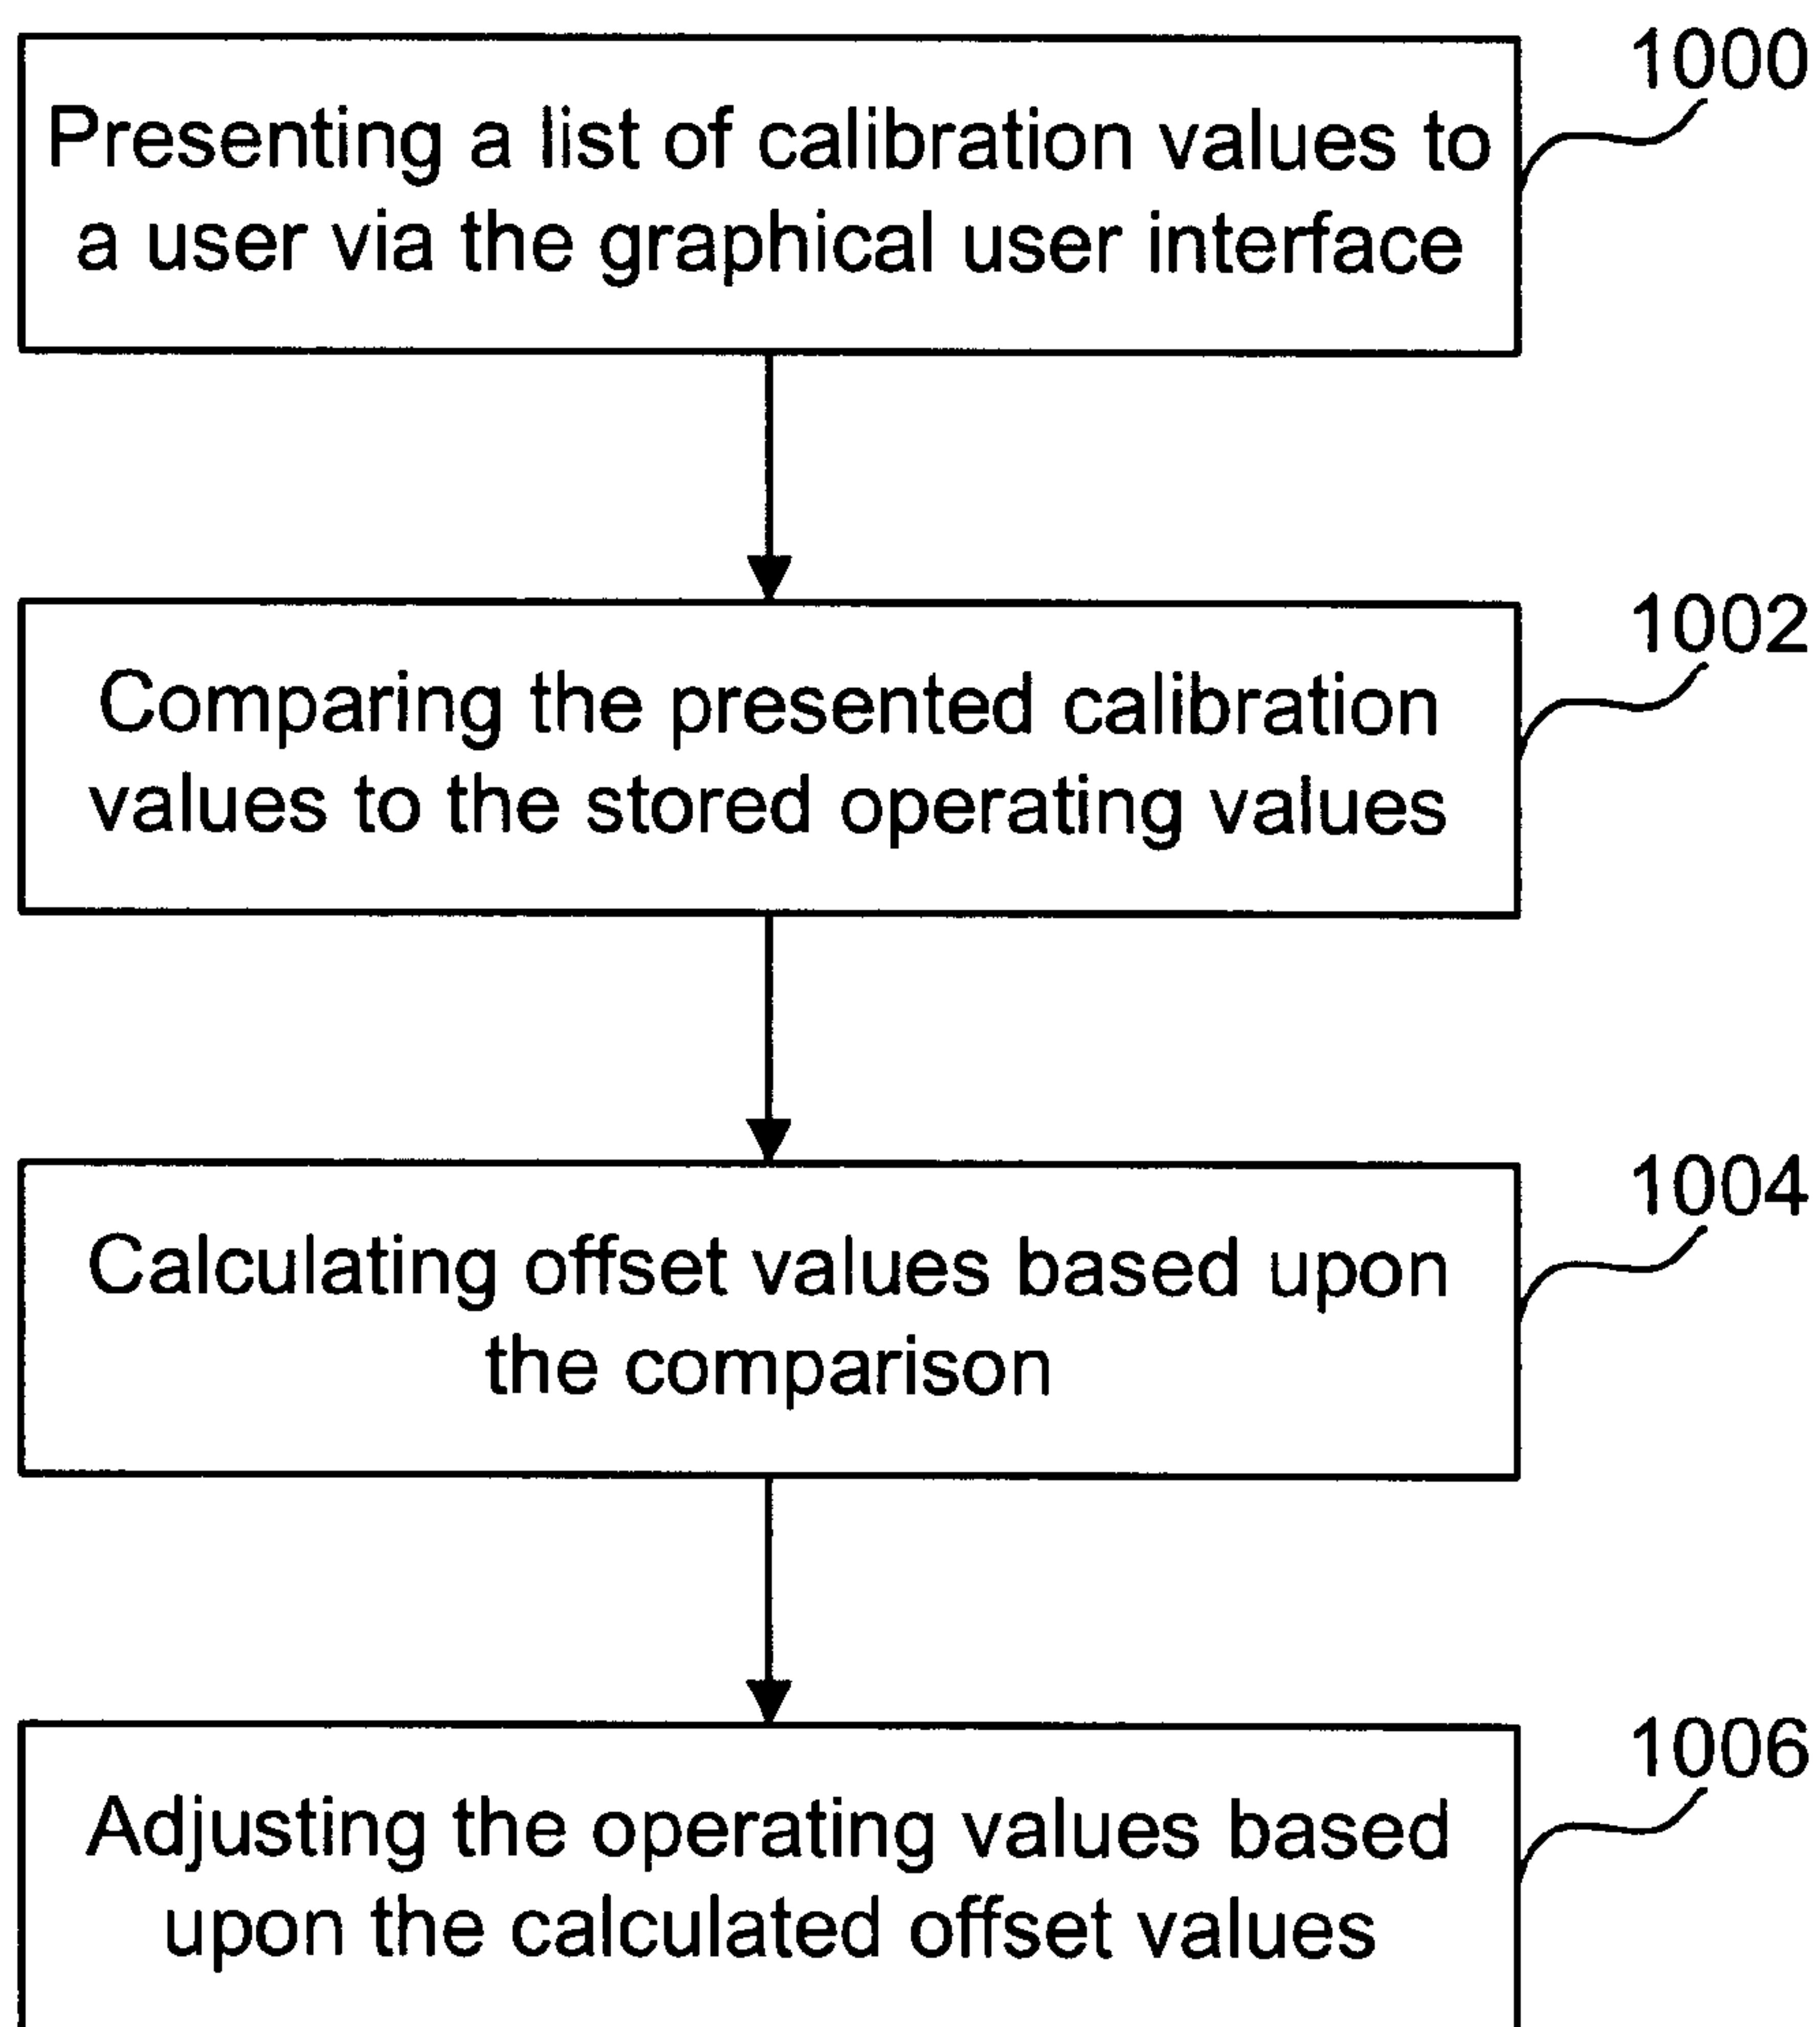 1000
Presenting a list of calibration values to
a user via the graphical user interface
1002
Comparing the presented calibration
values to the stored operating values
1004
Calculating offset values based upon
the comparison
1006
Adjusting the operating values based
upon the calculated offset values